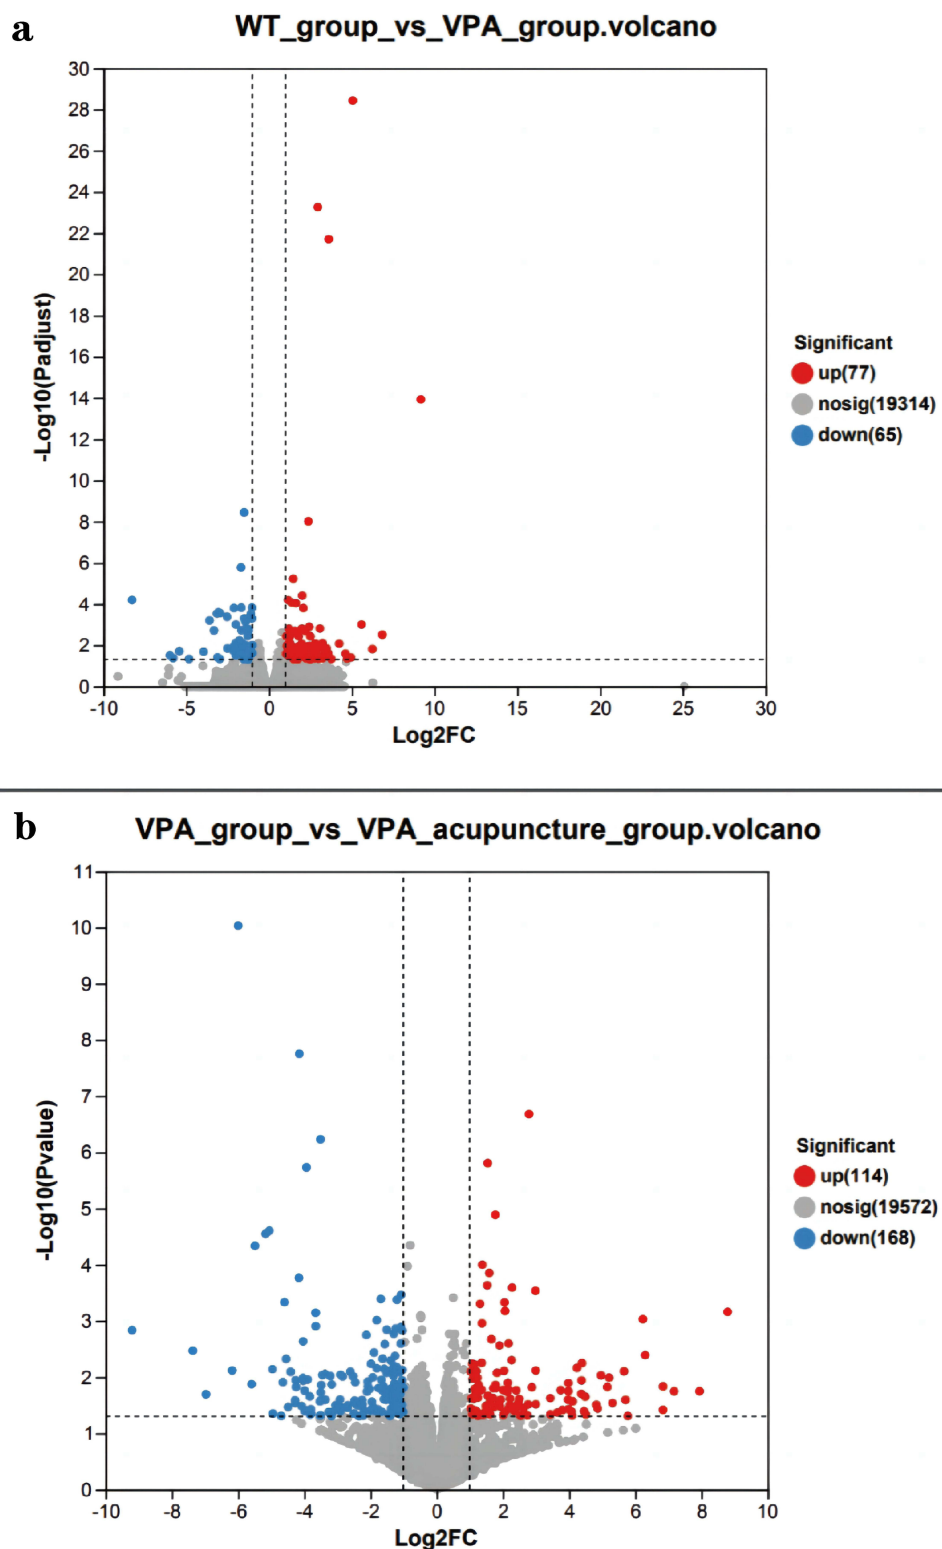 a
WT_group_vs_VPA_group.volcano
30
28
26
24
22
20
18
16
14
12
10
8
6
4
2
0
-Log10(Padjust)
-10 -5 0 5 10 15 20 25 30
Log2FC
Significant
up(77)
nosig(19314)
down(65)
b
VPA_group_vs_VPA_acupuncture_group.volcano
11
10
9
8
7
6
5
4
3
2
1
0
-Log10(Pvalue)
-10 -8 -6 -4 -2 0 2 4 6 8 10
Log2FC
Significant
up(114)
nosig(19572)
down(168)